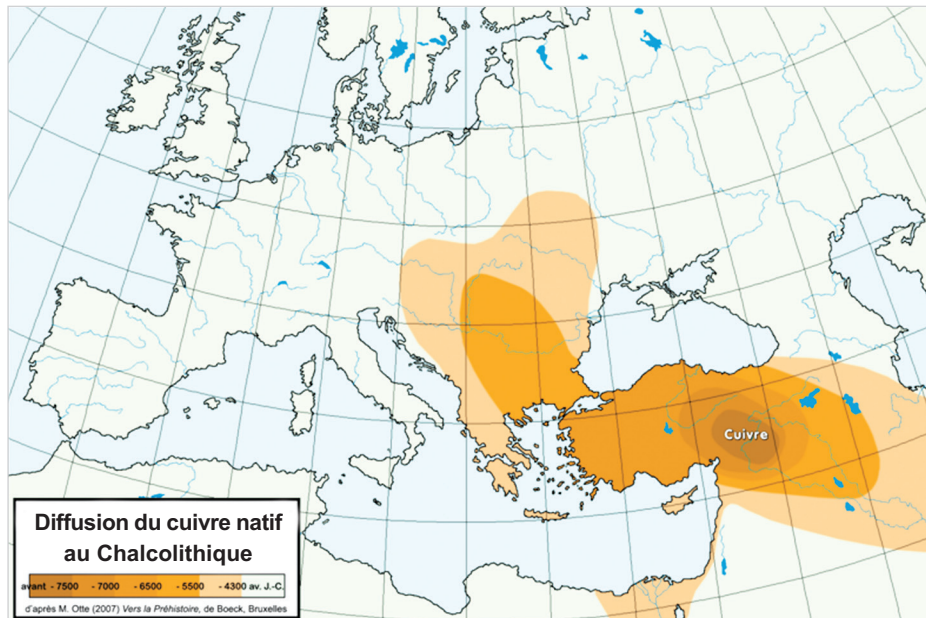 Cuivre
Diffusion du cuivre natif
au Chalcolithique
avant - 7500 - 7000 - 6500 - 5500 - 4300 av. J.-C.
d'après M. Otte (2007) Vers la Préhistoire, de Boeck, Bruxelles